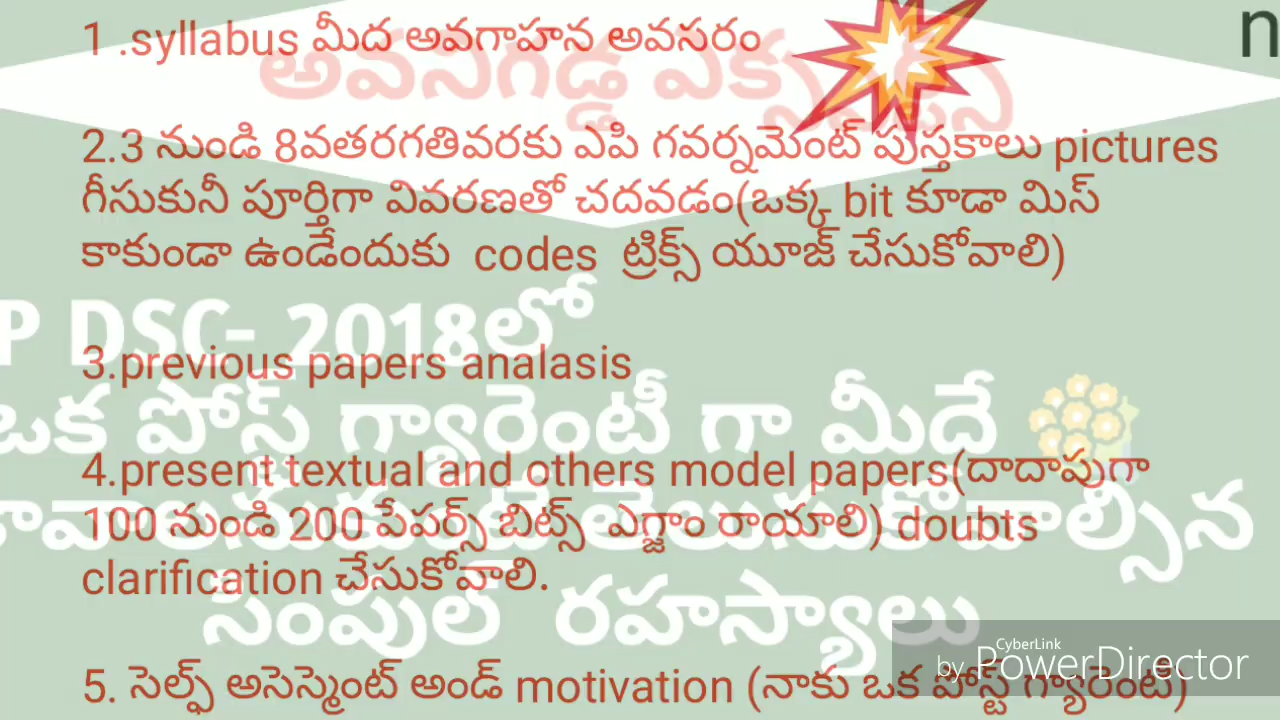 n
1 .syllabus మీద అవగాహన అవసరం
అవనిగడ్డ
2.3 నుండి 8వతరగతివరకు ఎపి గవర్నమెంట్ పుస్తకాలు pictures
గీసుకునీ పూర్తిగా వివరణతో చదవడం(ఒక్క bit కూడా మిస్
కాకుండా ఉండేందుకు codes ట్రిక్స్ యూజ్ చేసుకోవాలి)
P DSC- 2018లో
3.previous papers analasis
ఒక పోస్ట్ గ్యారెంటీ గా మీదే
4.present textual and others model papers(దాదాపుగా
100 నుండి 200 పేపర్స్ బిట్స్ ఎగ్జాం రాయాలి) doubts
clarification చేసుకోవాలి.
సింపుల్ రహస్యాలు
5. సెల్ఫ్ అసెస్మెంట్ అండ్ motivation (నాకు ఒక పోస్ట్ గ్యారెంటీ)
CyberLink
by PowerDirector